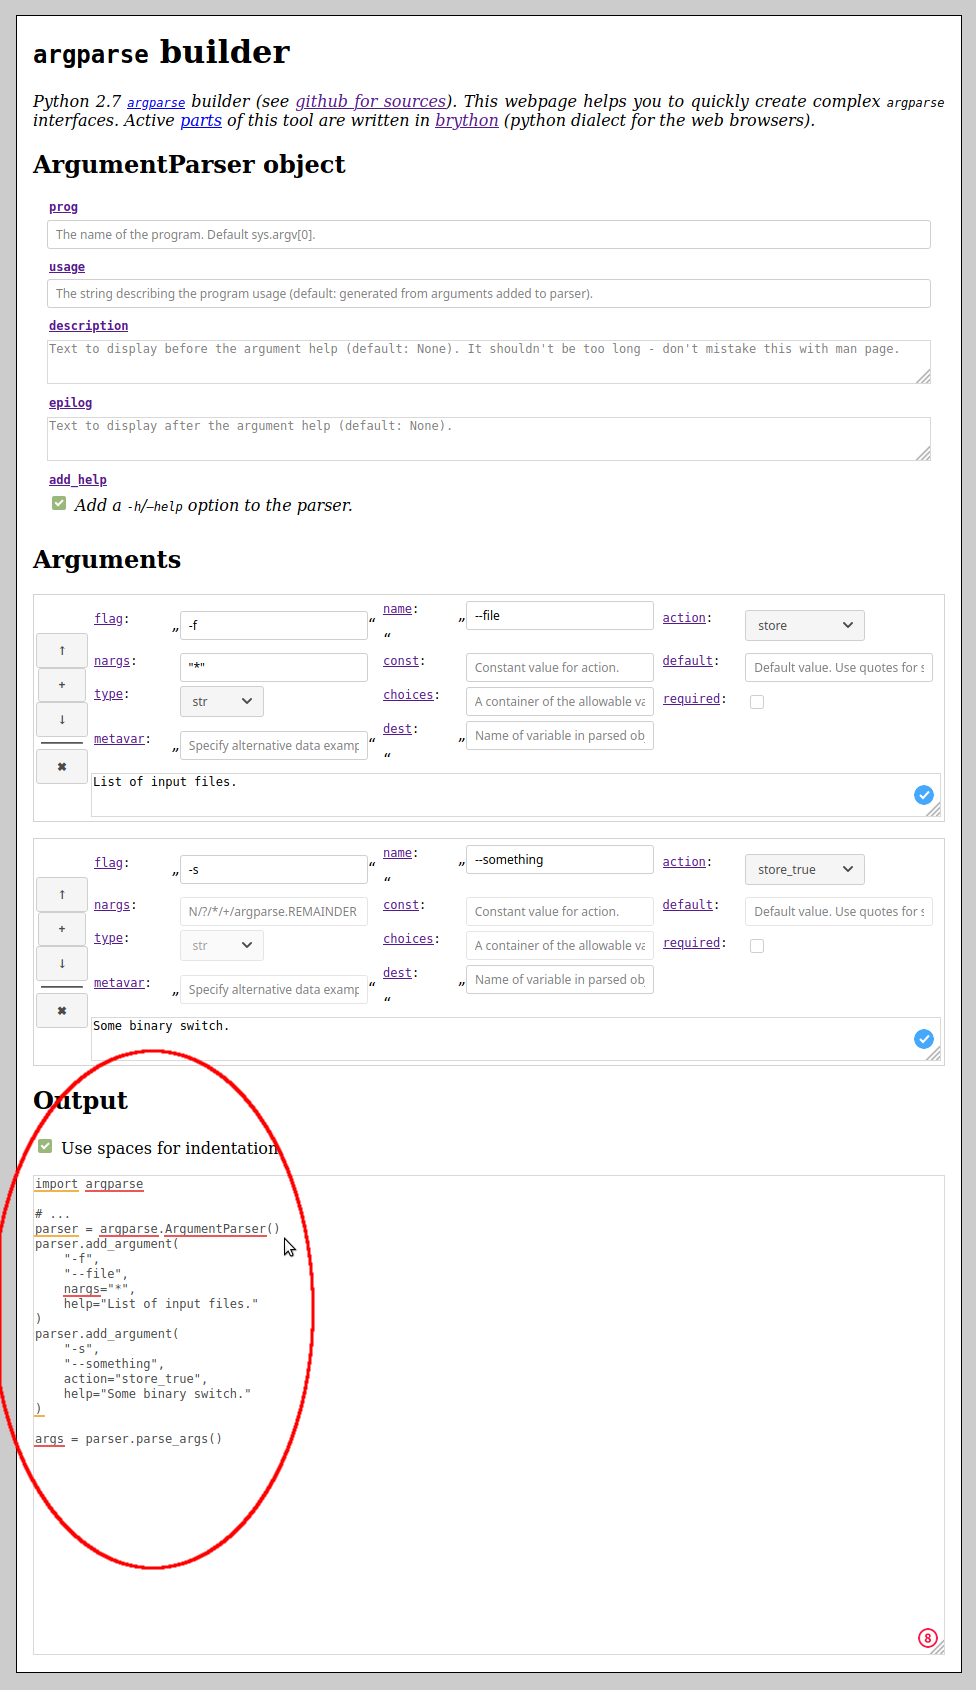 argparse builder
Python 2.7 argparse builder (see github for sources). This webpage helps you to quickly create complex argparse
interfaces. Active parts of this tool are written in brython (python dialect for the web browsers).
ArgumentParser object
prog
The name of the program. Default sys.argv[0].
usage
The string describing the program usage (default: generated from arguments added to parser).
description
Text to display before the argument help (default: None). It shouldn't be too long - don't mistake this with man page.
epilog
Text to display after the argument help (default: None).
add_help
Add a -h/—help option to the parser.
Arguments
flag: „ -f “ name: „ --file “ action: store
↑
nargs: "*" const: Constant value for action. default: Default value. Use quotes for s
+
type: str choices: A container of the allowable va required:
↓
metavar: „ Specify alternative data examp “ dest: „ Name of variable in parsed ob “
✖
List of input files.
flag: „ -s “ name: „ --something “ action: store_true
↑
nargs: N/?/*/+/argparse.REMAINDER const: Constant value for action. default: Default value. Use quotes for s
+
type: str choices: A container of the allowable va required:
↓
metavar: „ Specify alternative data examp “ dest: „ Name of variable in parsed ob “
✖
Some binary switch.
Output
Use spaces for indentation
import argparse
# ...
parser = argparse.ArgumentParser()
parser.add_argument(
    "-f",
    "--file",
    nargs="*",
    help="List of input files."
)
parser.add_argument(
    "-s",
    "--something",
    action="store_true",
    help="Some binary switch."
)
args = parser.parse_args()
8